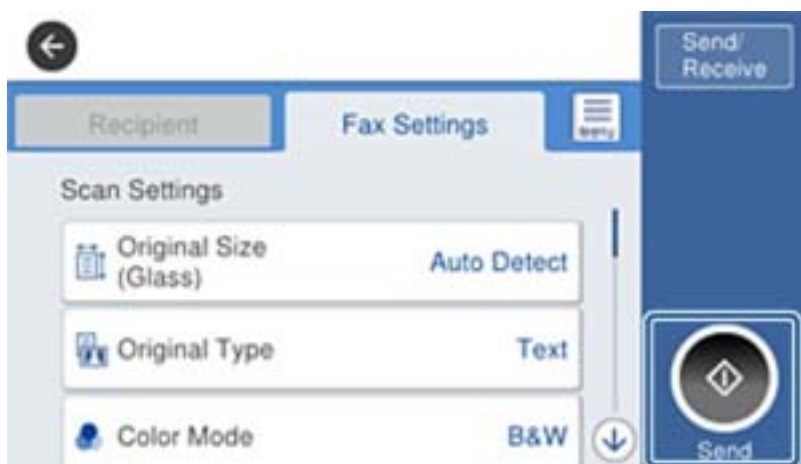 Send/
Receive
Recipient
Fax Settings
Menu
Scan Settings
Original Size
(Glass)
Auto Detect
Original Type
Text
Color Mode
B&W
Send